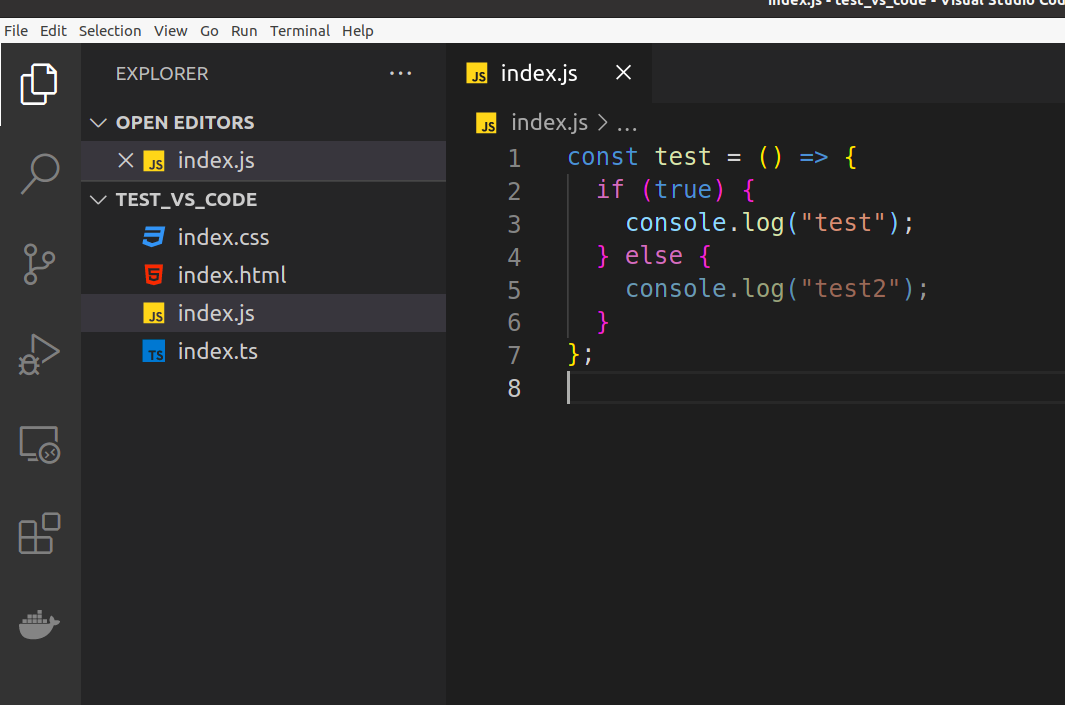 index.js - test_vs_code - Visual Studio
File Edit Selection View Go Run Terminal Help
EXPLORER ...
OPEN EDITORS
JS index.js
TEST_VS_CODE
index.css
5 index.html
JS index.js
TS index.ts
JS index.js
JS index.js > ...
1 const test = () => {
2 if (true) {
3 console.log("test");
4 } else {
5 console.log("test2");
6 }
7 };
8